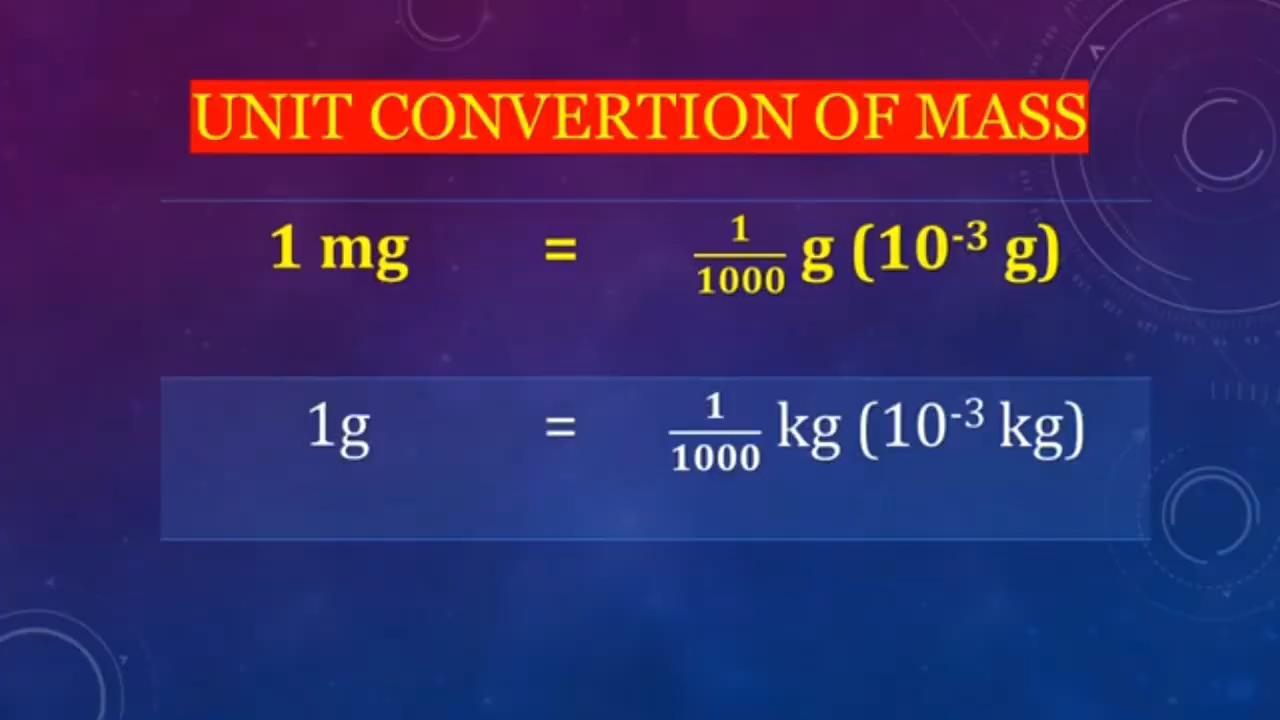 UNIT CONVERTION OF MASS
1 mg = 1/1000 g (10⁻³ g)
1g = 1/1000 kg (10⁻³ kg)